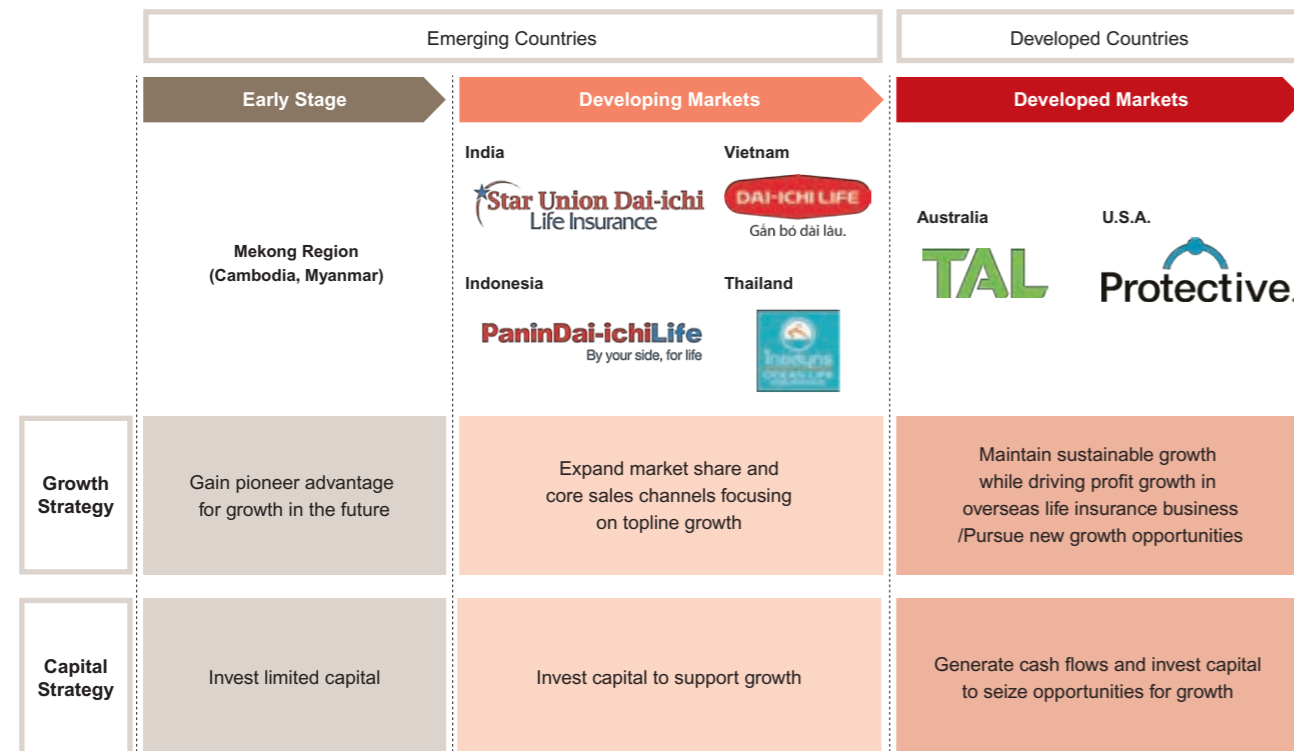 Emerging Countries
Developed Countries
Early Stage
Developing Markets
Developed Markets
Mekong Region
(Cambodia, Myanmar)
India
Star Union Dai-ichi
Life Insurance
Vietnam
DAI-ICHI LIFE
Gắn bó dài lâu.
Indonesia
PaninDai-ichiLife
By your side, for life
Thailand
OCEAN LIFE
Australia
TAL
U.S.A.
Protective.
Growth
Strategy
Gain pioneer advantage
for growth in the future
Expand market share and
core sales channels focusing
on topline growth
Maintain sustainable growth
while driving profit growth in
overseas life insurance business
/Pursue new growth opportunities
Capital
Strategy
Invest limited capital
Invest capital to support growth
Generate cash flows and invest capital
to seize opportunities for growth